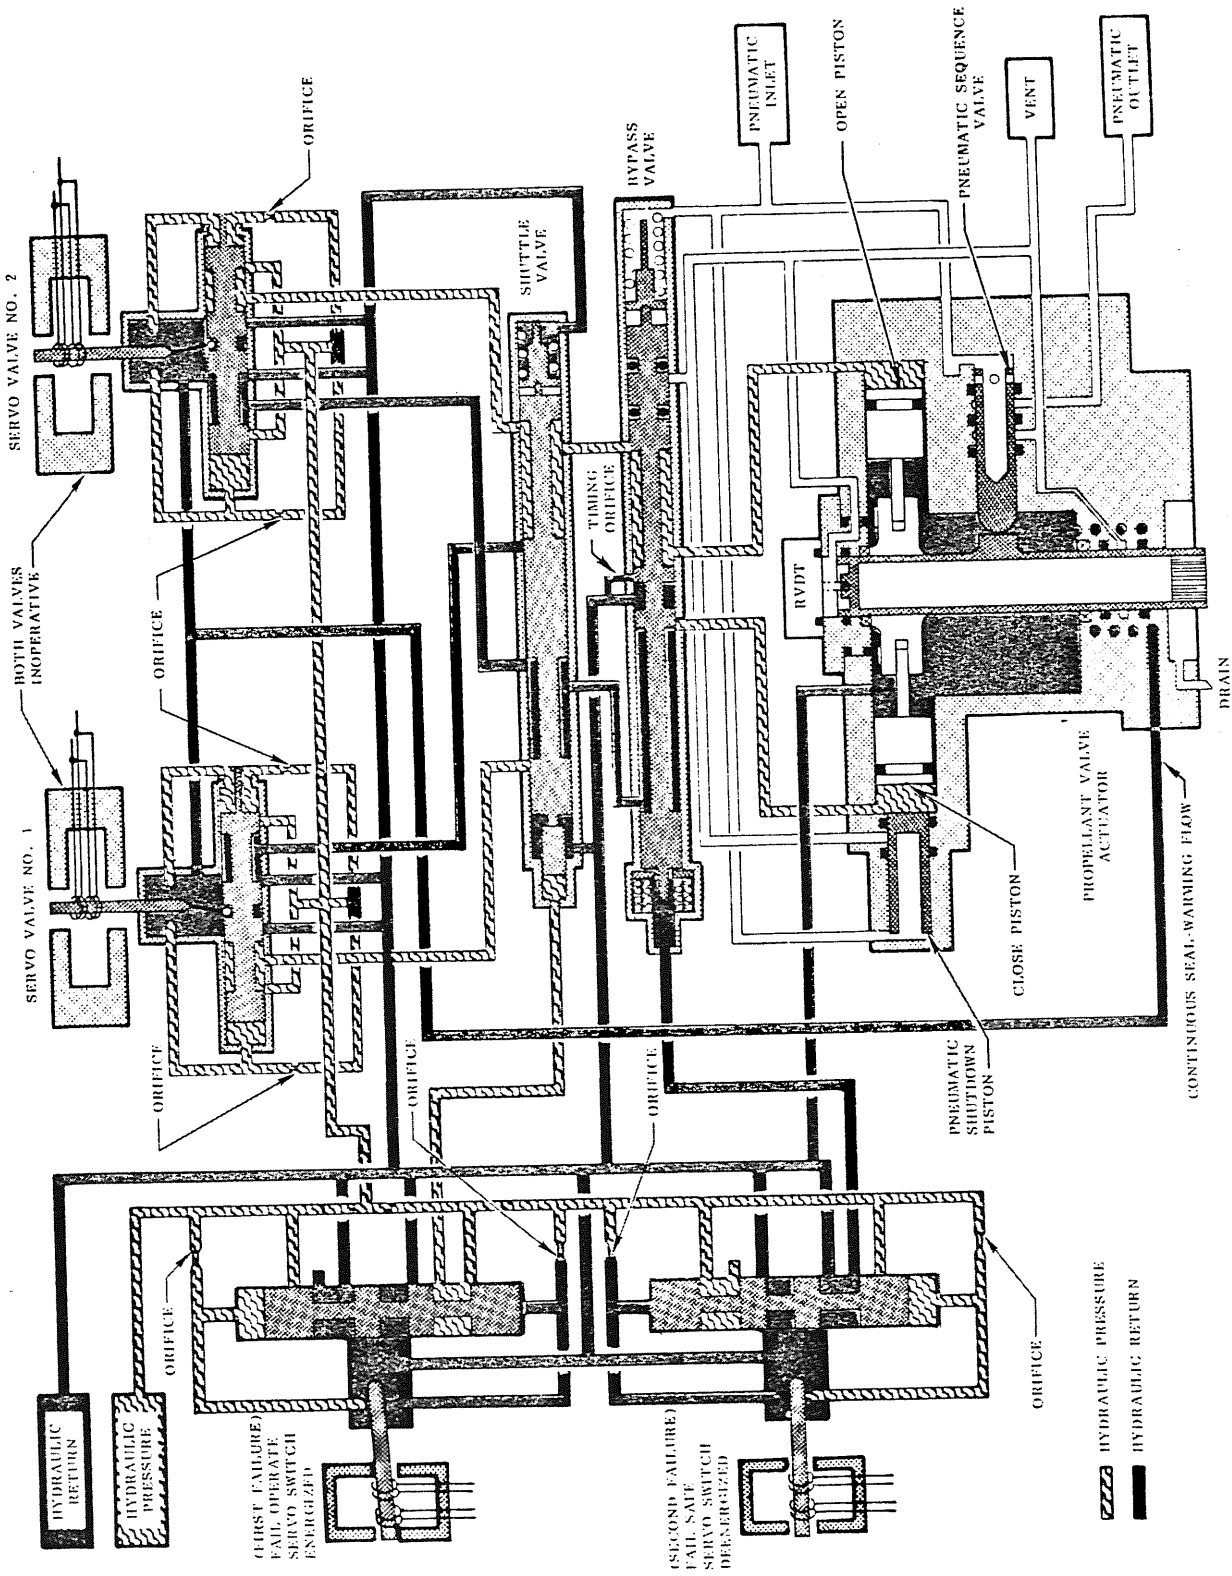 SERVO VALVE NO. 2
BOTH VALVES
INOPERATIVE
SERVO VALVE NO. 1
ORIFICE
ORIFICE
ORIFICE
SHUTTLE
VALVE
BYPASS
VALVE
TIMING
ORIFICE
PNEUMATIC
INLET
OPEN PISTON
PNEUMATIC SEQUENCE
VALVE
VENT
PNEUMATIC
OUTLET
RVDT
DRAIN
PROPELLANT VALVE
ACTUATOR
CLOSE PISTON
PNEUMATIC
SHUTDOWN
PISTON
CONTINUOUS SEAL-WARMING FLOW
ORIFICE
ORIFICE
ORIFICE
ORIFICE
HYDRAULIC
RETURN
HYDRAULIC
PRESSURE
(FIRST FAILURE)
FAIL OPERATE
SERVO SWITCH
ENERGIZED
(SECOND FAILURE)
FAIL SAFE
SERVO SWITCH
DEENERGIZED
HYDRAULIC PRESSURE
HYDRAULIC RETURN